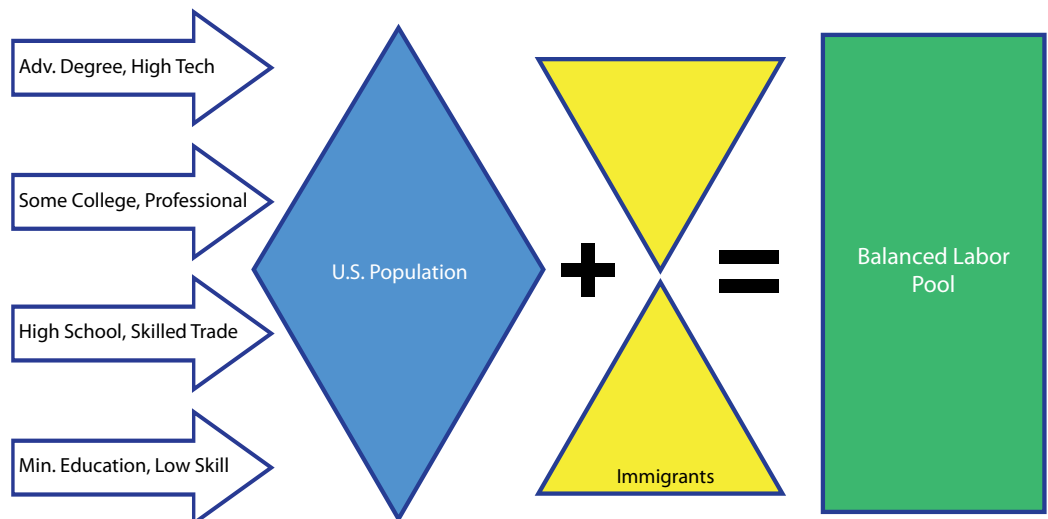 Adv. Degree, High Tech
Some College, Professional
High School, Skilled Trade
Min. Education, Low Skill
U.S. Population
+
Immigrants
=
Balanced Labor
Pool